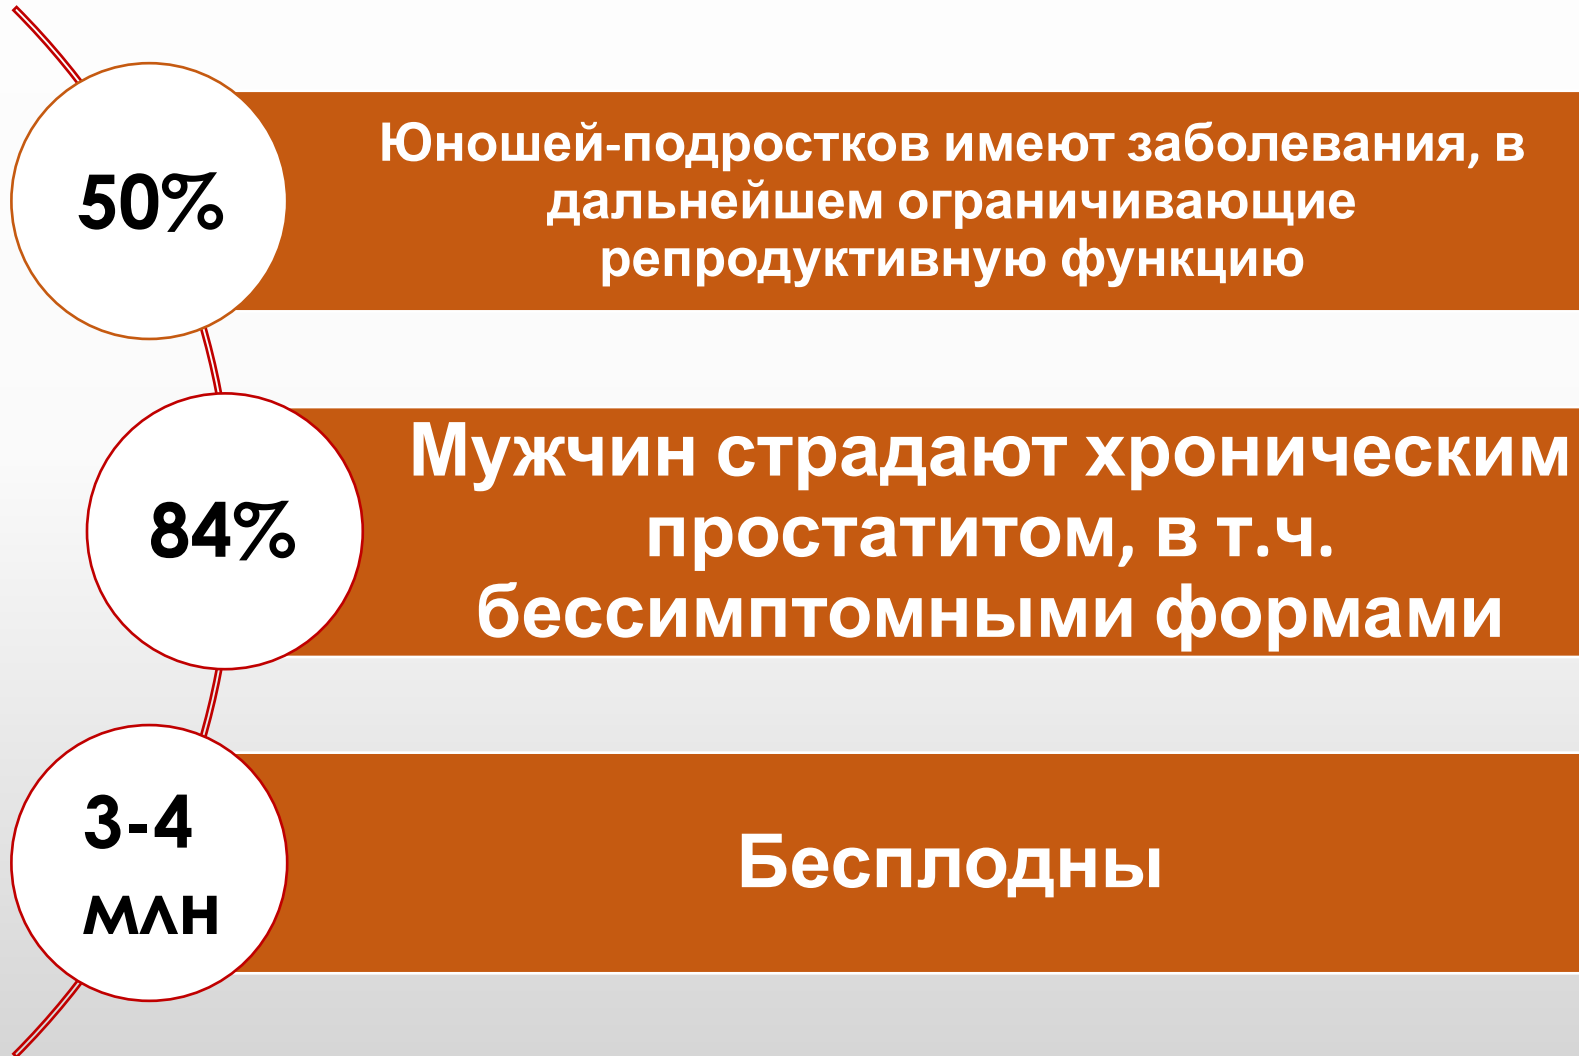 50%
Юношей-подростков имеют заболевания, в
дальнейшем ограничивающие
репродуктивную функцию
84%
Мужчин страдают хроническим
простатитом, в т.ч.
бессимптомными формами
3-4
млн
Бесплодны